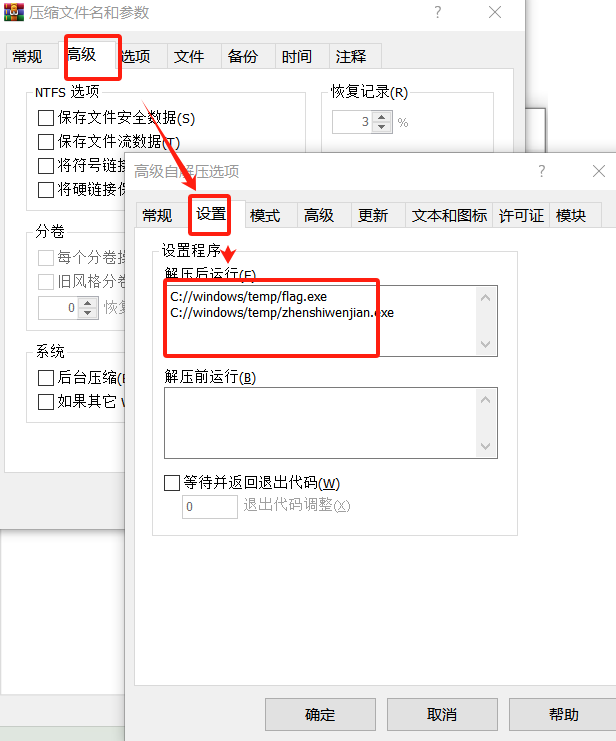 压缩文件名和参数
?
常规 高级 选项 文件 备份 时间 注释
NTFS 选项
保存文件安全数据(S)
保存文件流数据(T)
将符号链接
将硬链接保
恢复记录(R)
3 %
分卷
每个分卷操
旧风格分卷
0 恢复
系统
后台压缩(
如果其它 W
高级自解压选项
?
常规 设置 模式 高级 更新 文本和图标 许可证 模块
设置程序
解压后运行(F)
C://windows/temp/flag.exe
C://windows/temp/zhenshiwenjian.exe
解压前运行(B)
等待并返回退出代码(W)
0 退出代码调整(X)
确定 取消 帮助